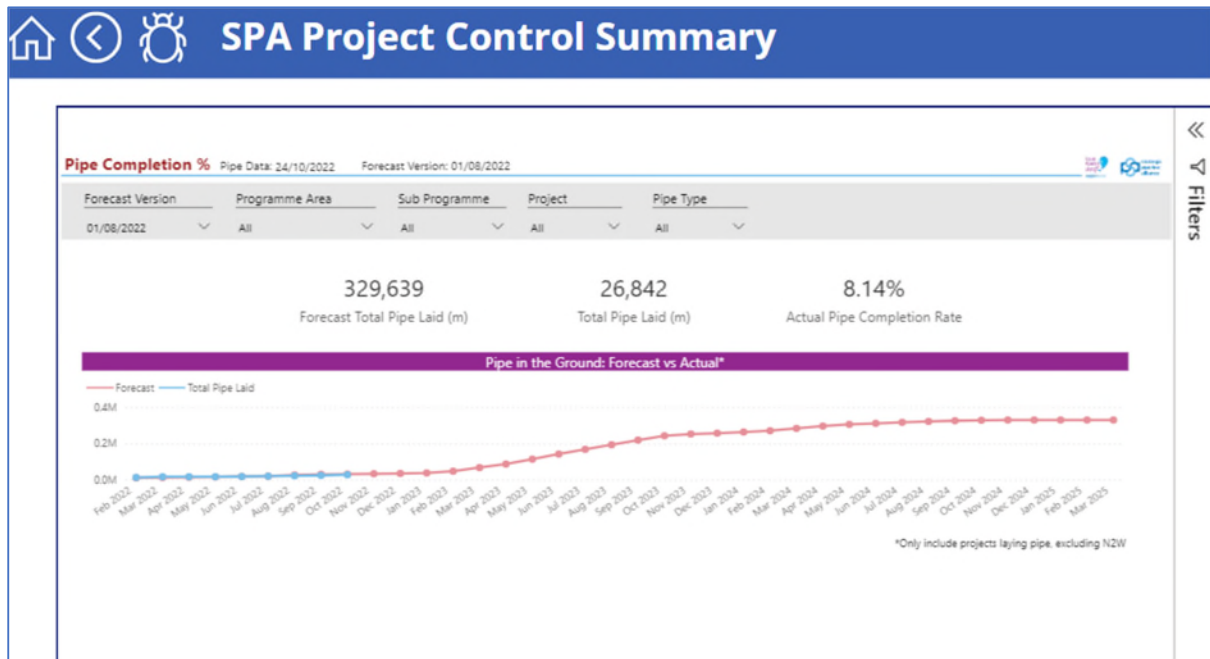 SPA Project Control Summary
Pipe Completion % Pipe Data: 24/10/2022 Forecast Version: 01/08/2022
Forecast Version Programme Area Sub Programme Project Pipe Type
01/08/2022 All All All All
Filters
329,639 26,842 8.14%
Forecast Total Pipe Laid (m) Total Pipe Laid (m) Actual Pipe Completion Rate
Pipe in the Ground: Forecast vs Actual*
Forecast Total Pipe Laid
0.4M
0.2M
0.0M
Feb 2022 Mar 2022 Apr 2022 May 2022 Jun 2022 Jul 2022 Aug 2022 Sep 2022 Oct 2022 Nov 2022 Dec 2022 Jan 2023 Feb 2023 Mar 2023 Apr 2023 May 2023 Jun 2023 Jul 2023 Aug 2023 Sep 2023 Oct 2023 Nov 2023 Dec 2023 Jan 2024 Feb 2024 Mar 2024 Apr 2024 May 2024 Jun 2024 Jul 2024 Aug 2024 Sep 2024 Oct 2024 Nov 2024 Dec 2024 Jan 2025 Feb 2025 Mar 2025
*Only include projects laying pipe, excluding N2W